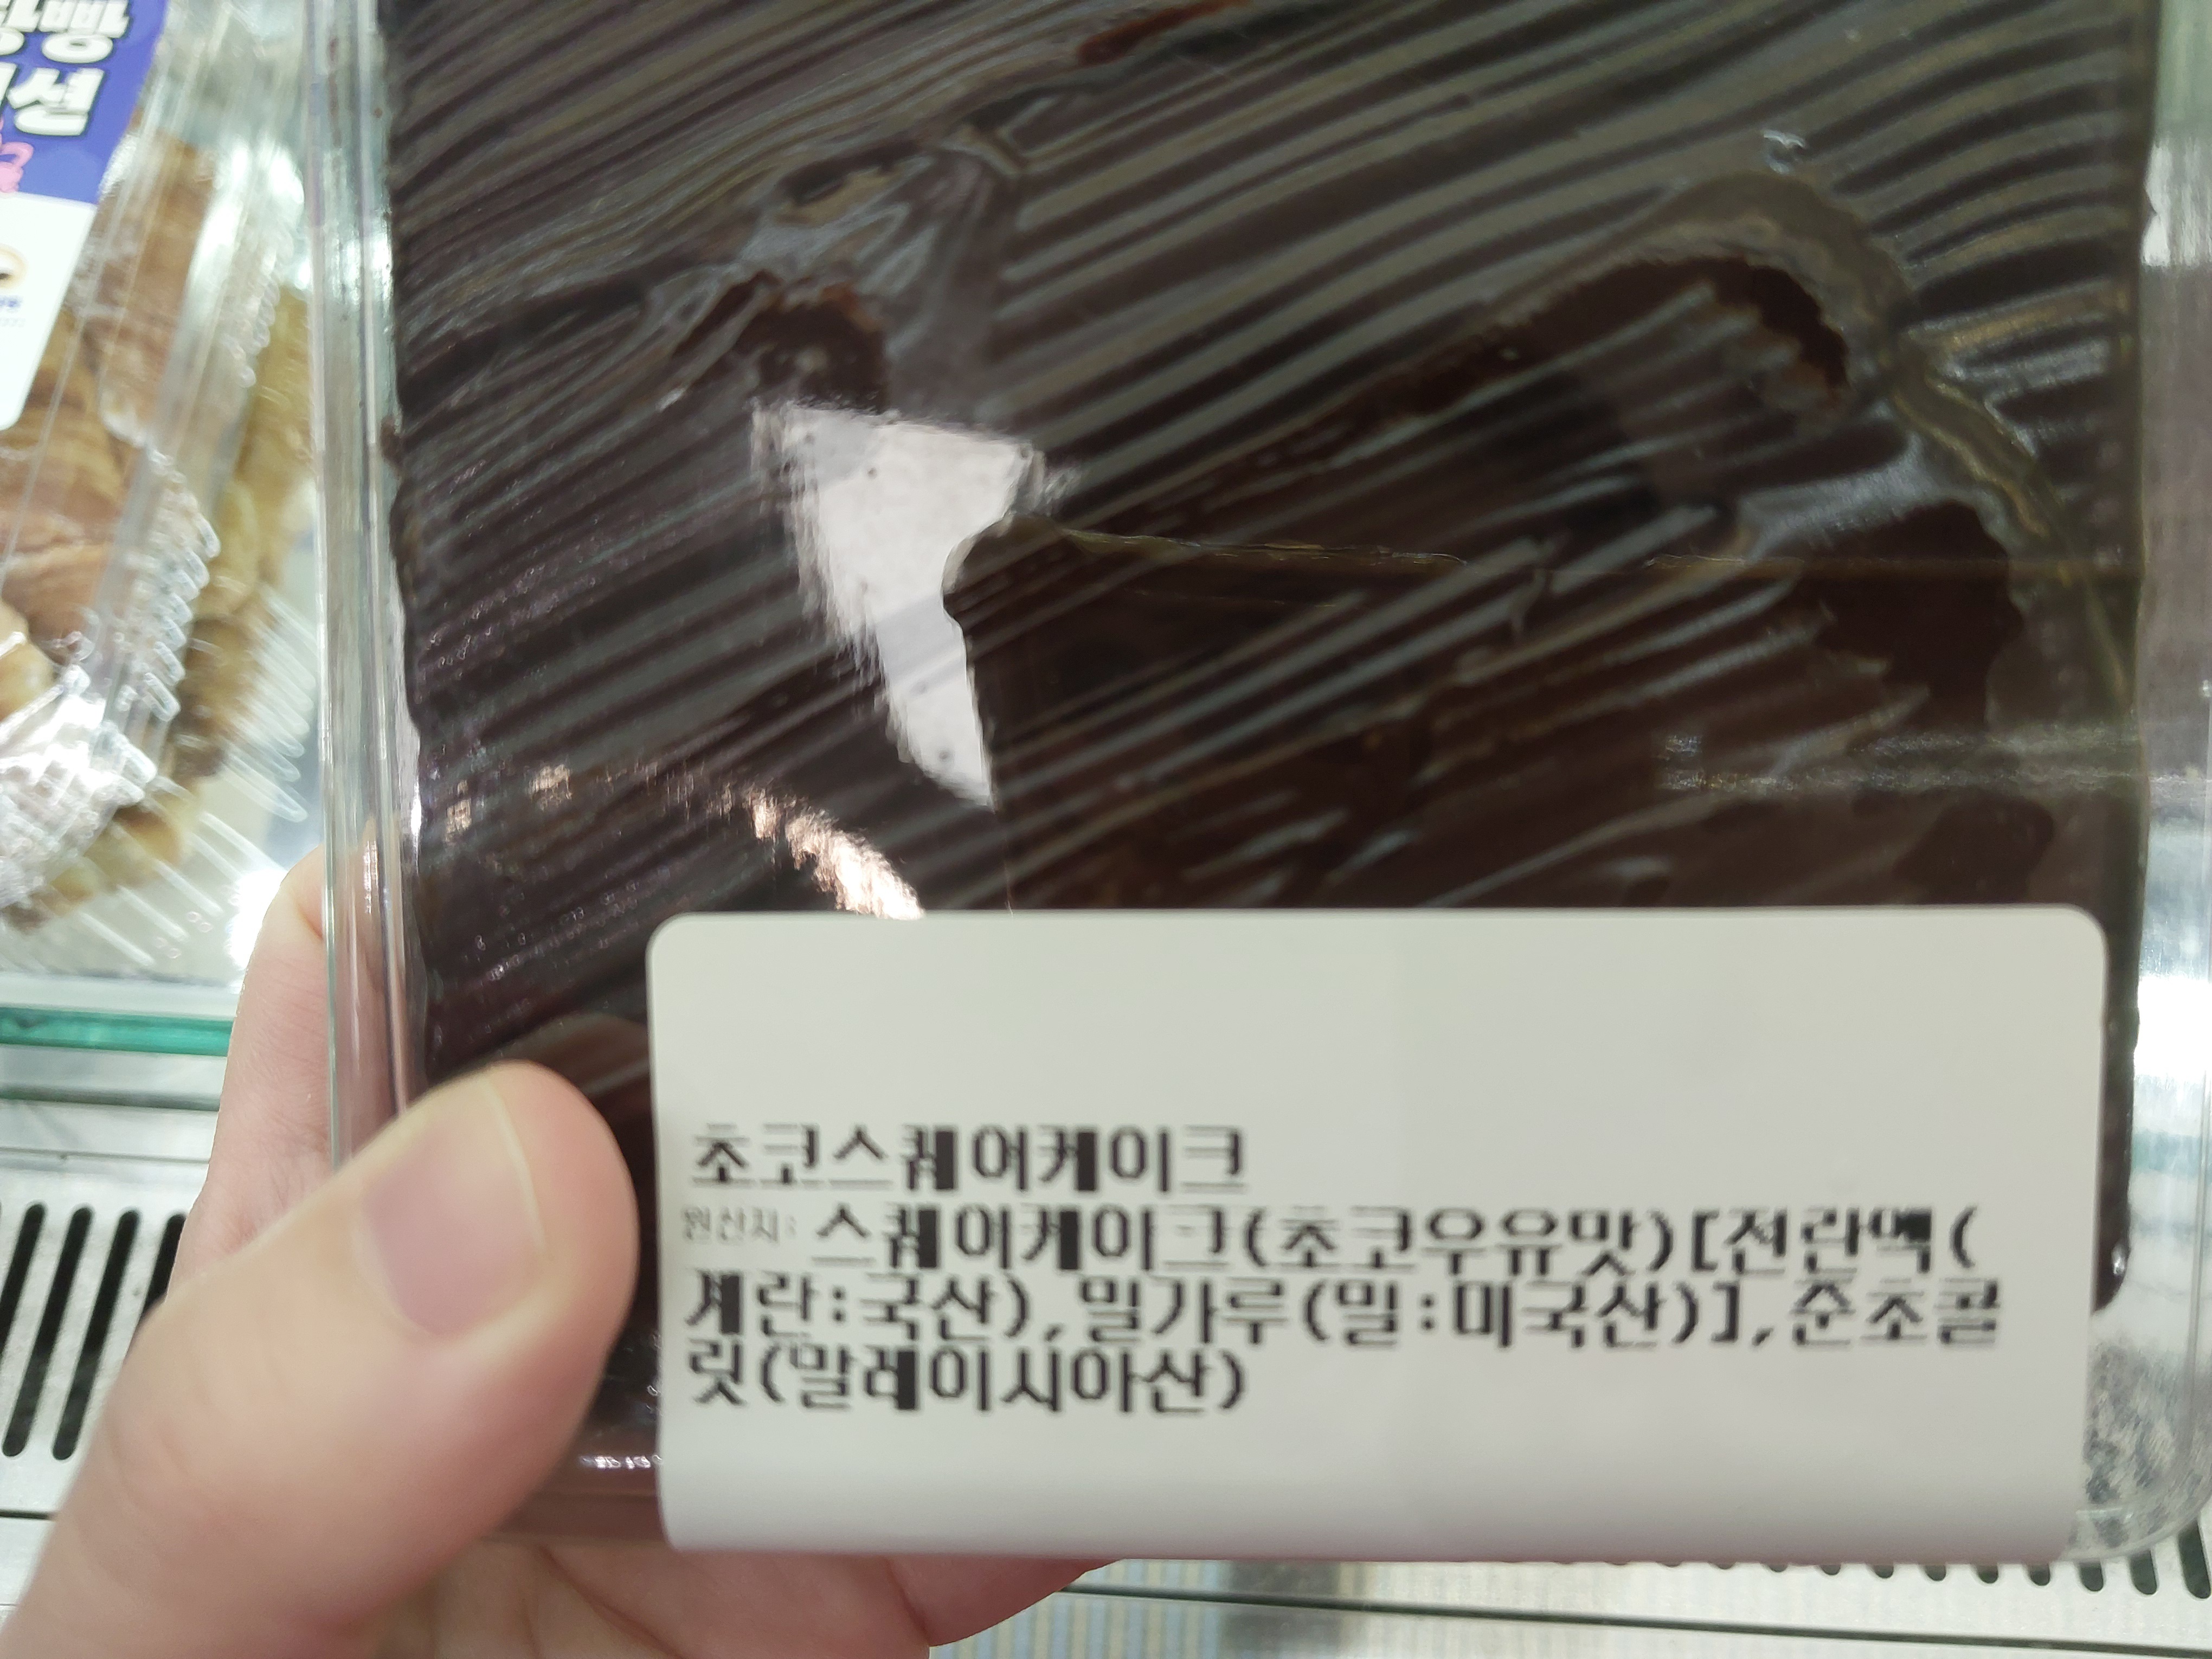 션
초코스퀘어케이크
원산지: 스퀘어케이크(초코우유맛)[전란액(
계란:국산),밀가루(밀:미국산)],준초콜
릿(말레이시아산)